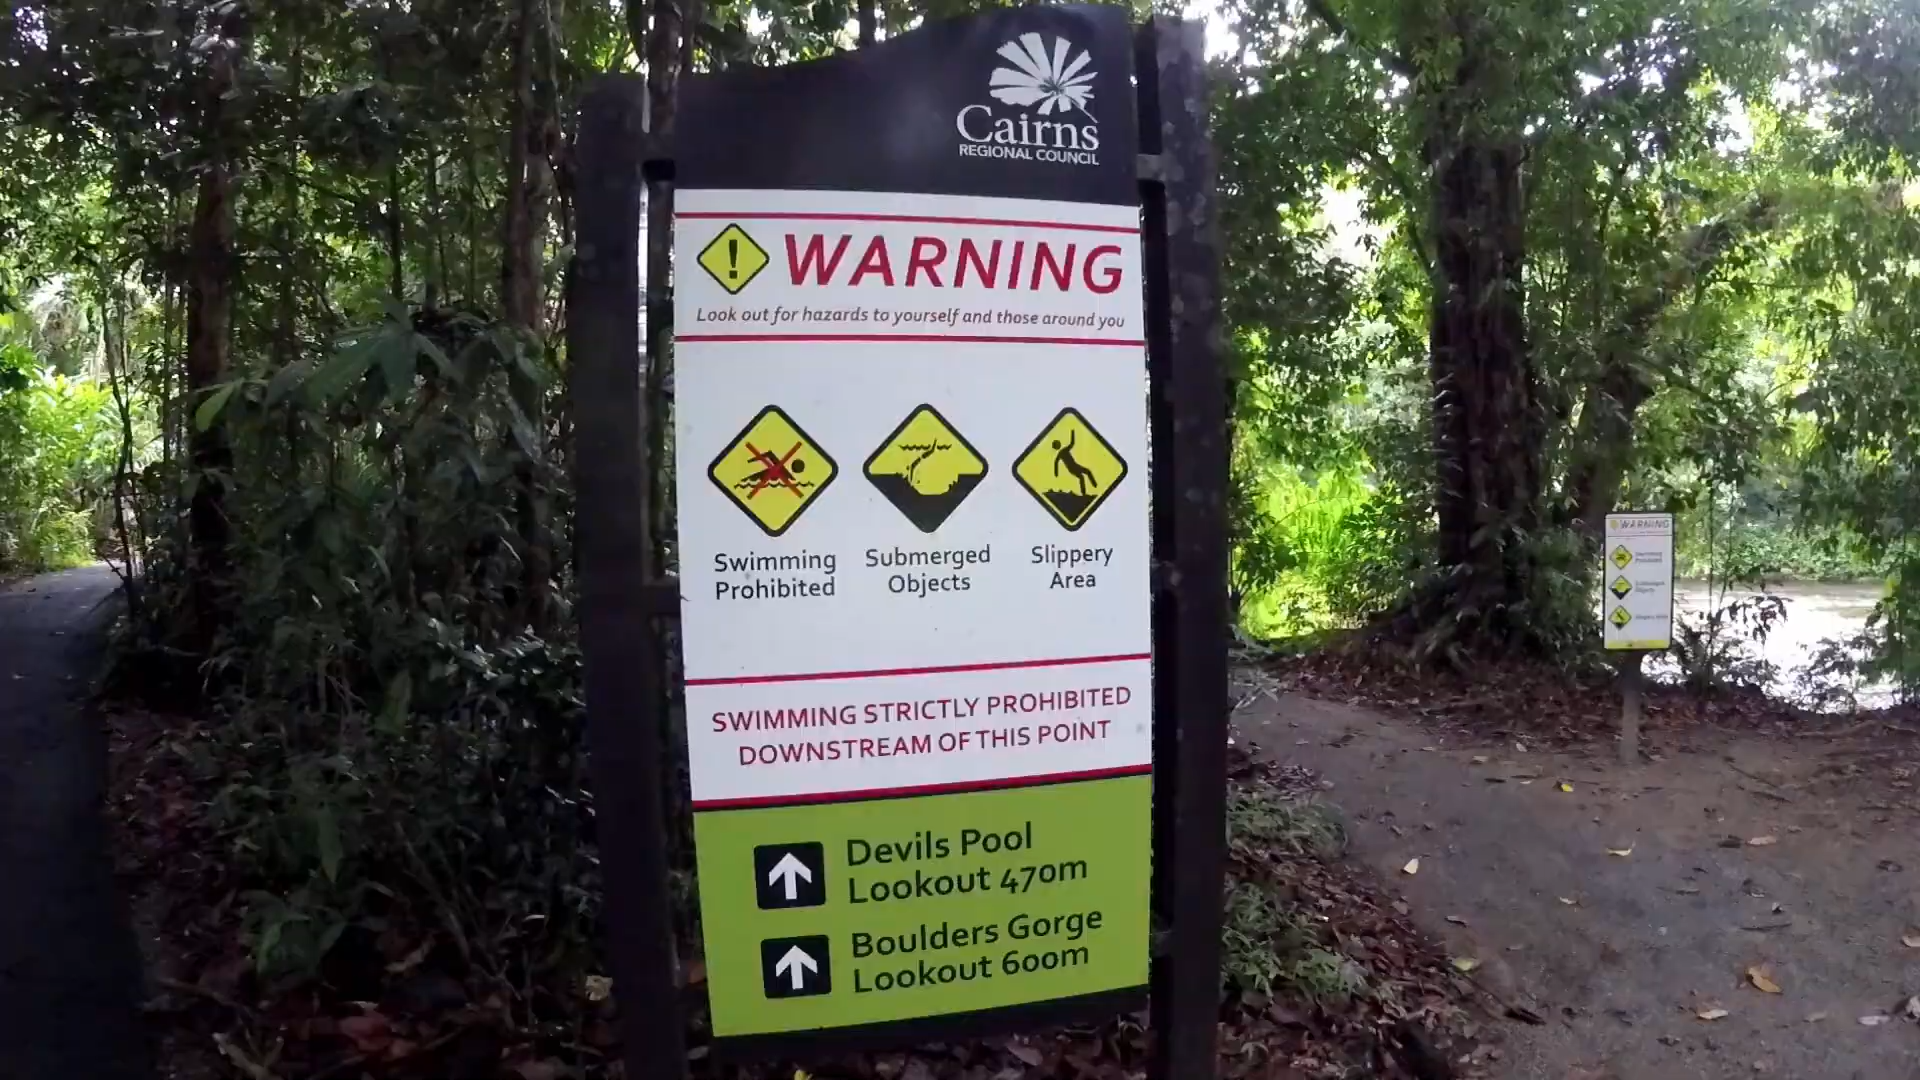 Cairns
REGIONAL COUNCIL
WARNING
Look out for hazards to yourself and those around you
Swimming
Prohibited
Submerged
Objects
Slippery
Area
SWIMMING STRICTLY PROHIBITED
DOWNSTREAM OF THIS POINT
Devils Pool
Lookout 470m
Boulders Gorge
Lookout 600m
WARNING